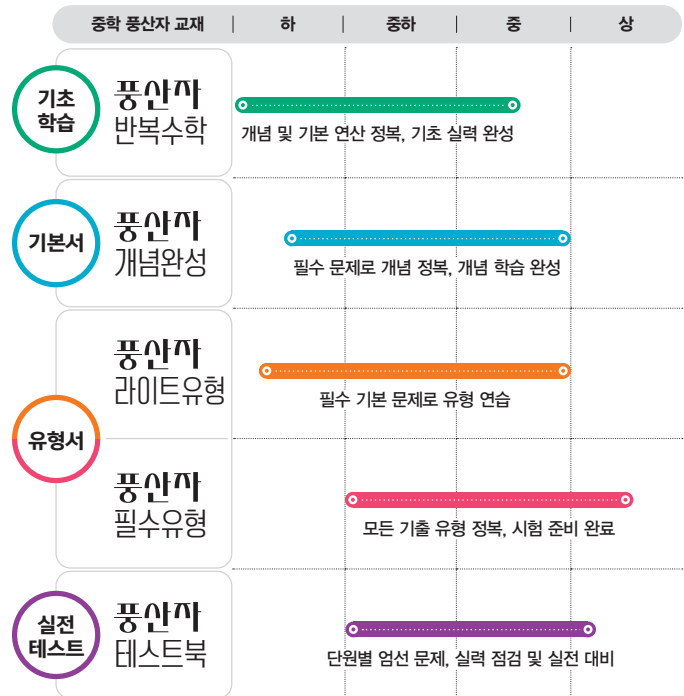 중학 풍산자 교재 | 하 | 중하 | 중 | 상
기초
학습
풍산자
반복수학
개념 및 기본 연산 정복, 기초 실력 완성
기본서
풍산자
개념완성
필수 문제로 개념 정복, 개념 학습 완성
유형서
풍산자
라이트유형
필수 기본 문제로 유형 연습
풍산자
필수유형
모든 기출 유형 정복, 시험 준비 완료
실전
테스트
풍산자
테스트북
단원별 엄선 문제, 실력 점검 및 실전 대비